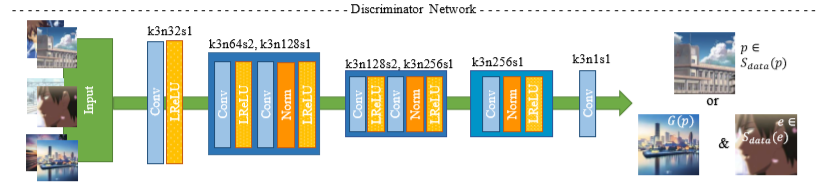 Discriminator Network
k3n32s1
k3n64s2, k3n128s1
k3n128s2, k3n256s1
k3n256s1
k3n1s1
Input
Conv
LReLU
Conv
LReLU
Conv
Norm
LReLU
Conv
LReLU
Conv
Norm
LReLU
Conv
Norm
LReLU
Conv
p ∈
S_data(p)
or
G(p)
&
e ∈
S_data(e)